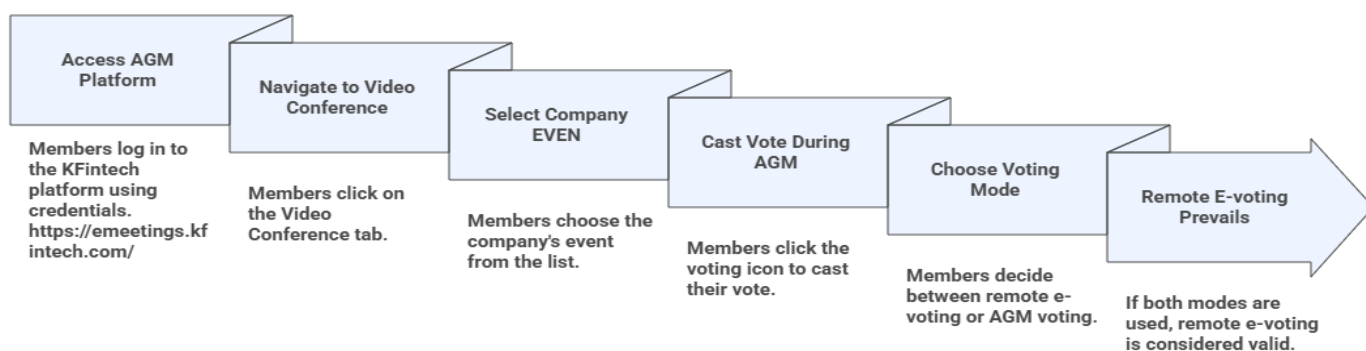 Access AGM
Platform
Members log in to
the KFintech
platform using
credentials.
https://emeetings.kf
intech.com/
Navigate to Video
Conference
Members click on
the Video
Conference tab.
Select Company
EVEN
Members choose the
company's event
from the list.
Cast Vote During
AGM
Members click the
voting icon to cast
their vote.
Choose Voting
Mode
Members decide
between remote e-
voting or AGM voting.
Remote E-voting
Prevails
If both modes are
used, remote e-voting
is considered valid.